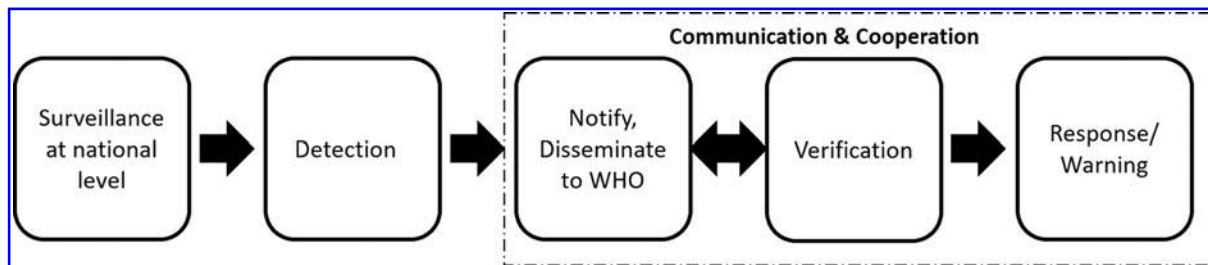 Communication & Cooperation
Surveillance
at national
level
Detection
Notify,
Disseminate
to WHO
Verification
Response/
Warning